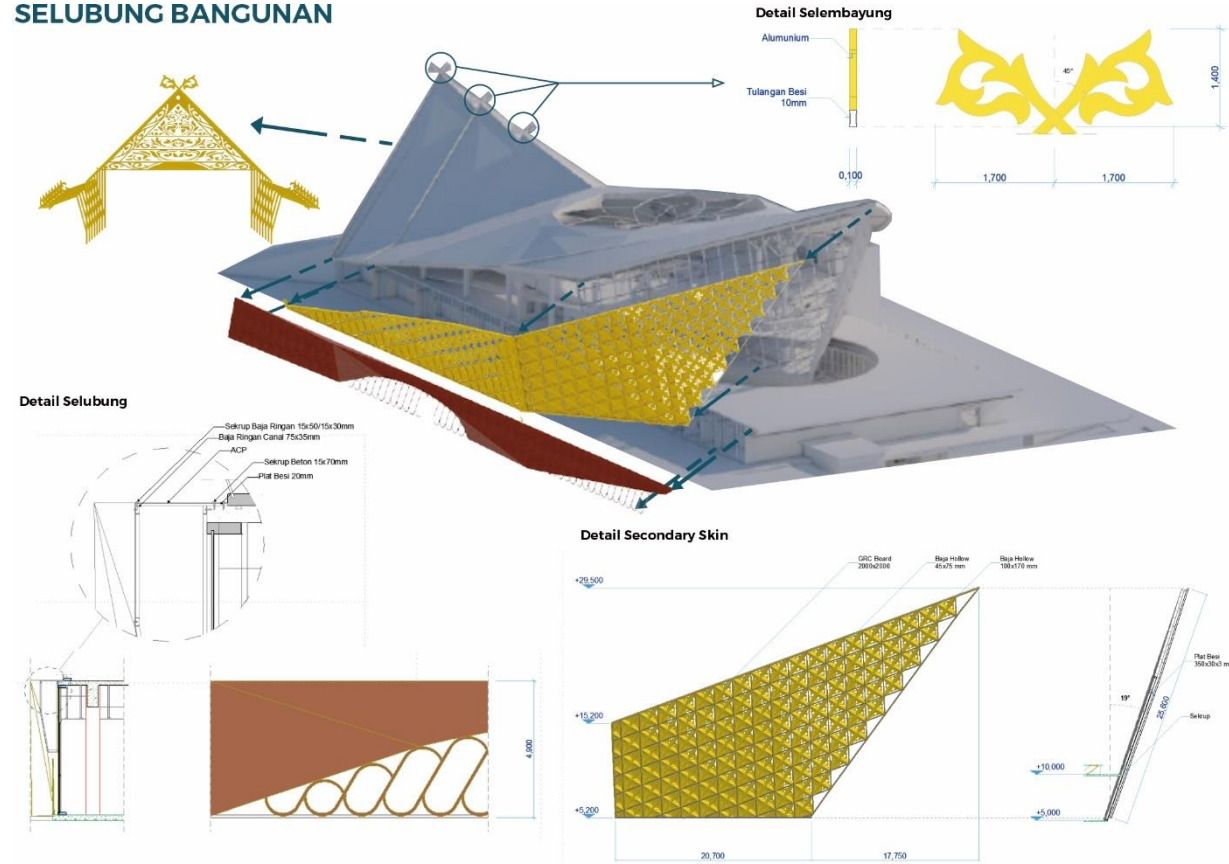 SELUBUNG BANGUNAN
Detail Selembayung
Alumunium
Tulangan Besi
10mm
45°
1,400
0,100
1,700
1,700
Detail Selubung
Sekrup Baja Ringan 15x50/15x30mm
Baja Ringan Canal 75x35mm
ACP
Sekrup Beton 15x70mm
Plat Besi 20mm
4,900
Detail Secondary Skin
GRC Board
2000x2000
Baja Hollow
45x75 mm
Baja Hollow
100x170 mm
+29,500
+15,200
+5,200
20,700
17,750
19°
Plat Besi
350x30x3 m
25,800
Sekrup
+10,000
+5,000